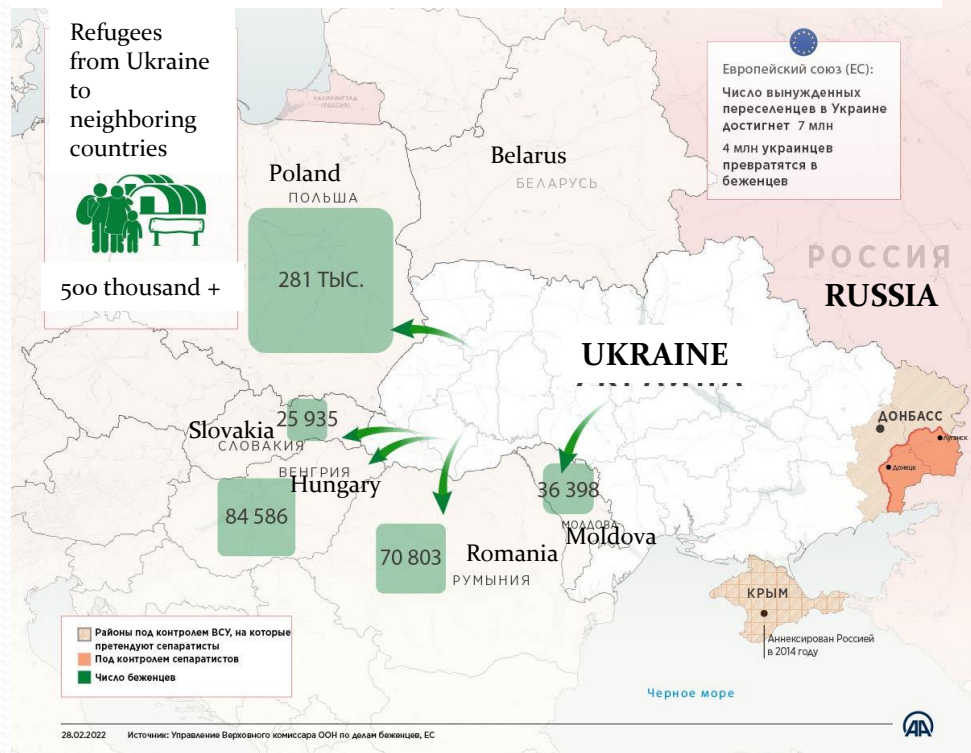 Refugees
from Ukraine
to
neighboring
countries
500 thousand +
КАЛИНИНГРАД
(РОССИЯ)
Европейский союз (ЕС):
Число вынужденных
переселенцев в Украине
достигнет 7 млн
4 млн украинцев
превратятся в
беженцев
Poland
ПОЛЬША
281 ТЫС.
Belarus
БЕЛАРУСЬ
РОССИЯ
RUSSIA
UKRAINE
25 935
Slovakia
СЛОВАКИЯ
ВЕНГРИЯ
Hungary
84 586
70 803
Romania
РУМЫНИЯ
36 398
МОЛДОВА
Moldova
ДОНБАСС
Луганск
Донецк
КРЫМ
Аннексирован Россией
в 2014 году
Черное море
Районы под контролем ВСУ, на которые
претендуют сепаратисты
Под контролем сепаратистов
Число беженцев
28.02.2022 Источник: Управление Верховного комиссара ООН по делам беженцев, ЕС
AA